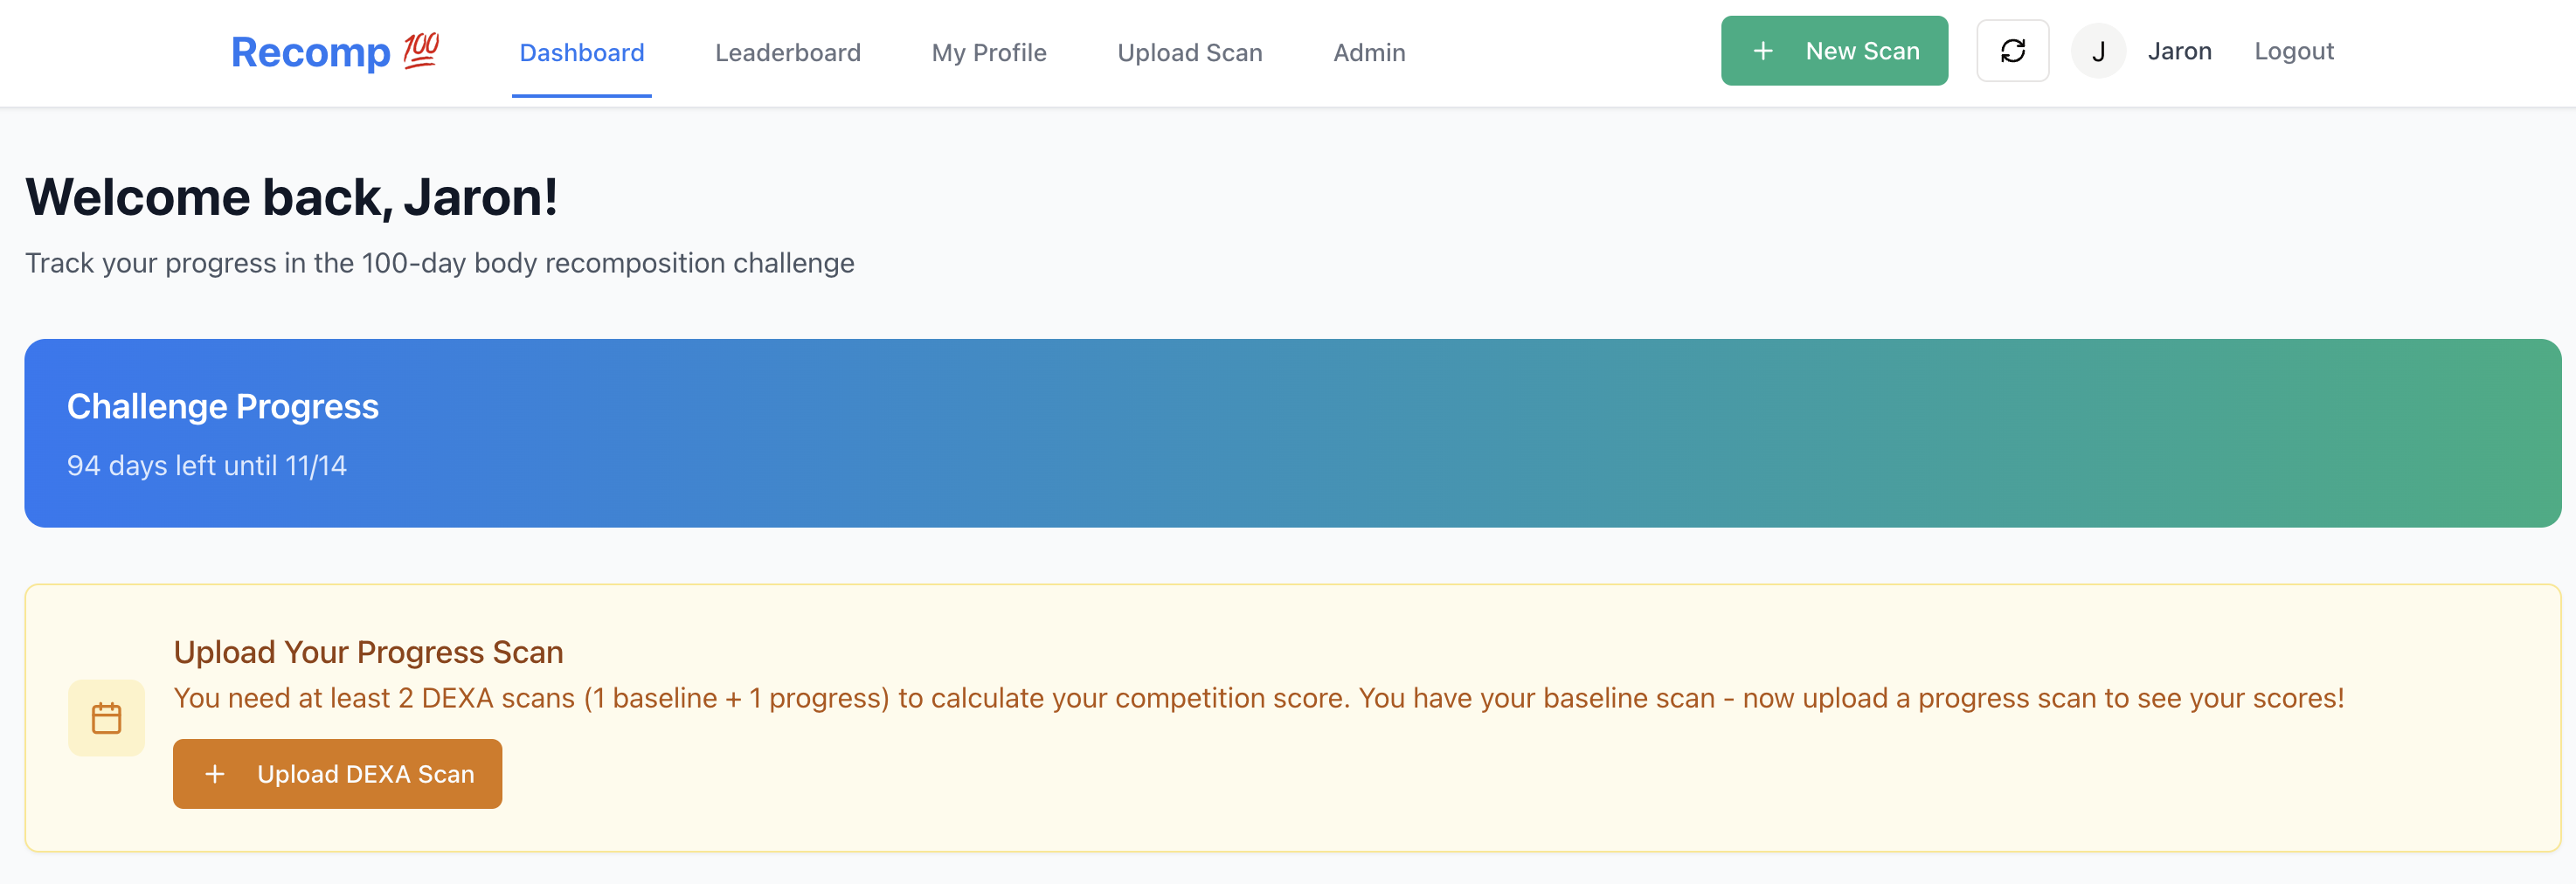 Recomp 💯 Dashboard Leaderboard My Profile Upload Scan Admin + New Scan J Jaron Logout
Welcome back, Jaron!
Track your progress in the 100-day body recomposition challenge
Challenge Progress
94 days left until 11/14
Upload Your Progress Scan
You need at least 2 DEXA scans (1 baseline + 1 progress) to calculate your competition score. You have your baseline scan - now upload a progress scan to see your scores!
+ Upload DEXA Scan